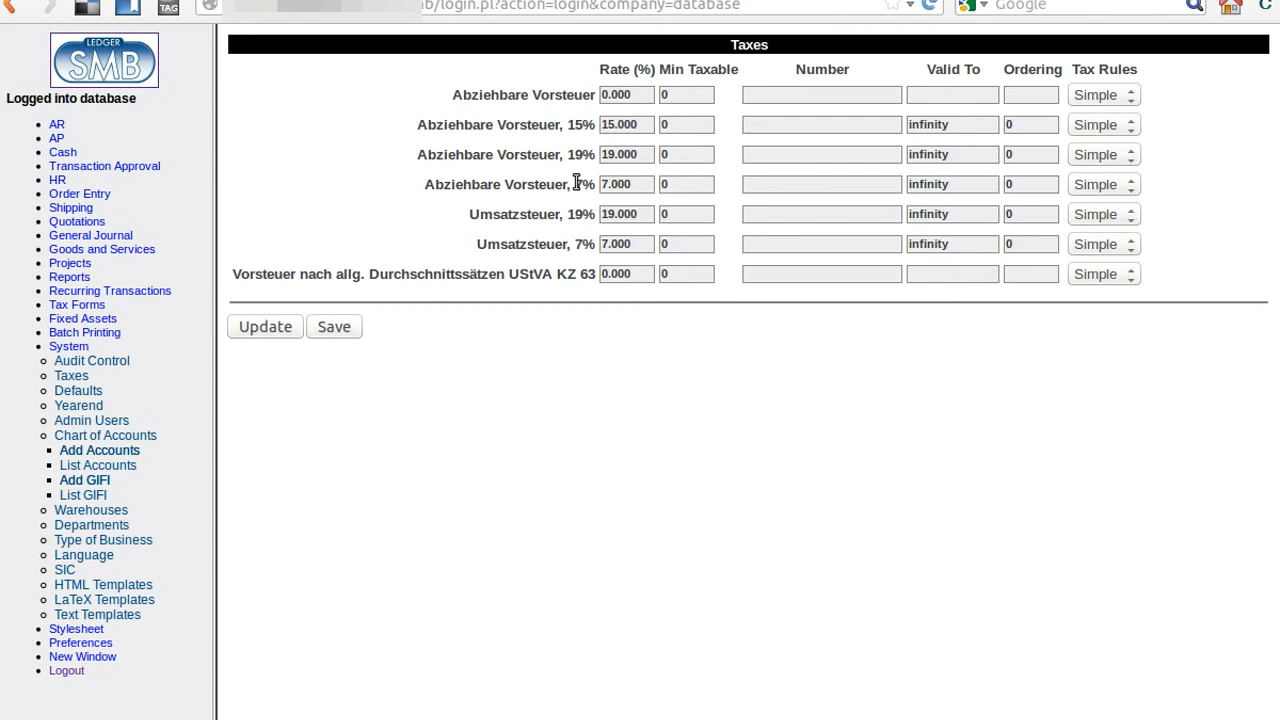 b/login.pl?action=login&company=database
Google
TAG
LEDGER
SMB
Logged into database
AR
AP
Cash
Transaction Approval
HR
Order Entry
Shipping
Quotations
General Journal
Goods and Services
Projects
Reports
Recurring Transactions
Tax Forms
Fixed Assets
Batch Printing
System
Audit Control
Taxes
Defaults
Yearend
Admin Users
Chart of Accounts
Add Accounts
List Accounts
Add GIFI
List GIFI
Warehouses
Departments
Type of Business
Language
SIC
HTML Templates
LaTeX Templates
Text Templates
Stylesheet
Preferences
New Window
Logout
Taxes
Rate (%) Min Taxable Number Valid To Ordering Tax Rules
Abziehbare Vorsteuer 0.000 0 Simple
Abziehbare Vorsteuer, 15% 15.000 0 infinity 0 Simple
Abziehbare Vorsteuer, 19% 19.000 0 infinity 0 Simple
Abziehbare Vorsteuer, 7% 7.000 0 infinity 0 Simple
Umsatzsteuer, 19% 19.000 0 infinity 0 Simple
Umsatzsteuer, 7% 7.000 0 infinity 0 Simple
Vorsteuer nach allg. Durchschnittssätzen UStVA KZ 63 0.000 0 Simple
Update Save